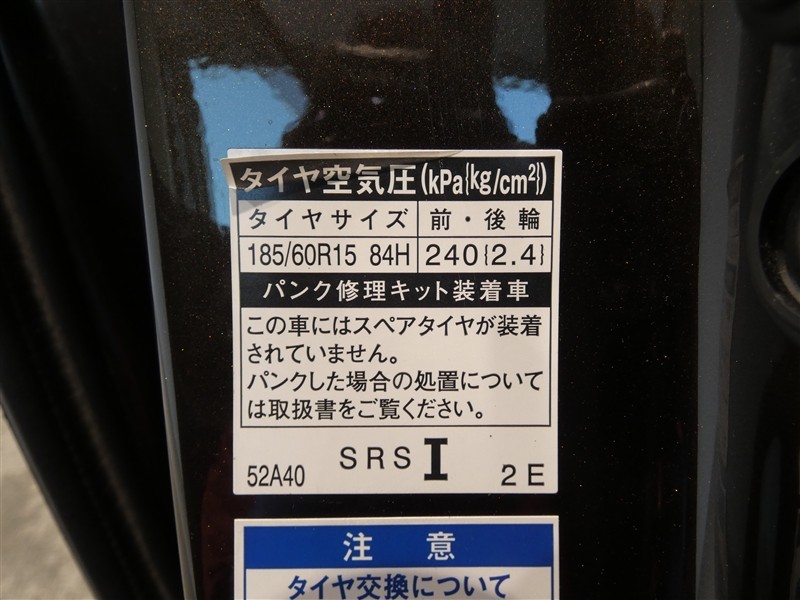 タイヤ空気圧(kPa{kg/cm²})
タイヤサイズ 前・後輪
185/60R15 84H 240{2.4}
パンク修理キット装着車
この車にはスペアタイヤが装着
されていません。
パンクした場合の処置について
は取扱書をご覧ください。
52A40 SRS I 2E
注 意
タイヤ交換について